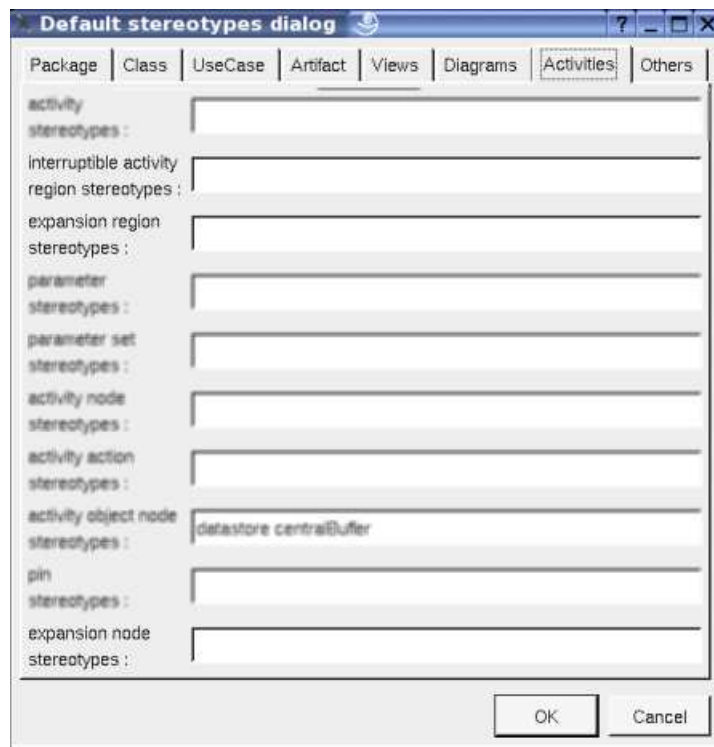 Default stereotypes dialog
Package Class UseCase Artifact Views Diagrams Activities Others
activity
stereotypes :
interruptible activity
region stereotypes :
expansion region
stereotypes :
parameter
stereotypes :
parameter set
stereotypes :
activity node
stereotypes :
activity action
stereotypes :
activity object node
stereotypes :
datastore centralBuffer
pin
stereotypes :
expansion node
stereotypes :
OK Cancel